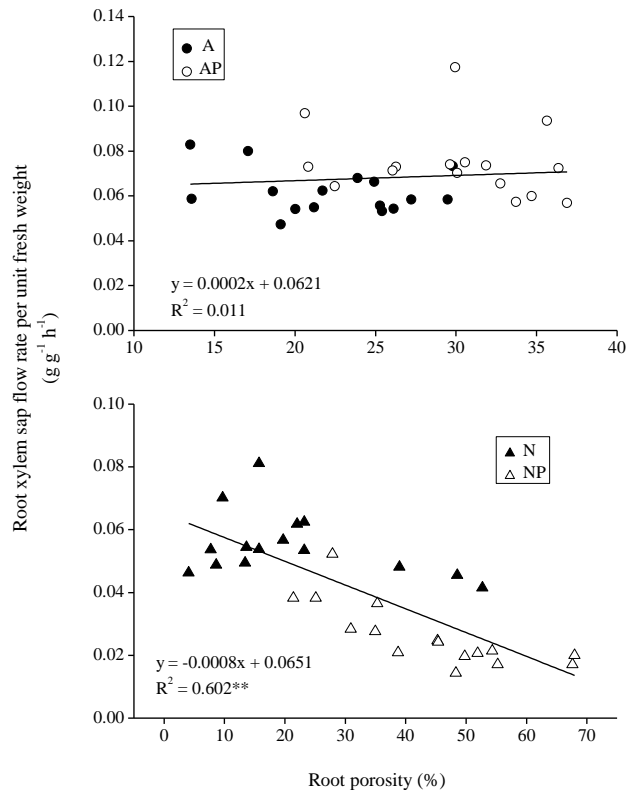 0.14
0.12
0.10
0.08
0.06
0.04
0.02
0.00
A
AP
y = 0.0002x + 0.0621
R² = 0.011
10 15 20 25 30 35 40
Root xylem sap flow rate per unit fresh weight
(g g⁻¹ h⁻¹)
0.10
0.08
0.06
0.04
0.02
0.00
N
NP
y = -0.0008x + 0.0651
R² = 0.602**
0 10 20 30 40 50 60 70
Root porosity (%)